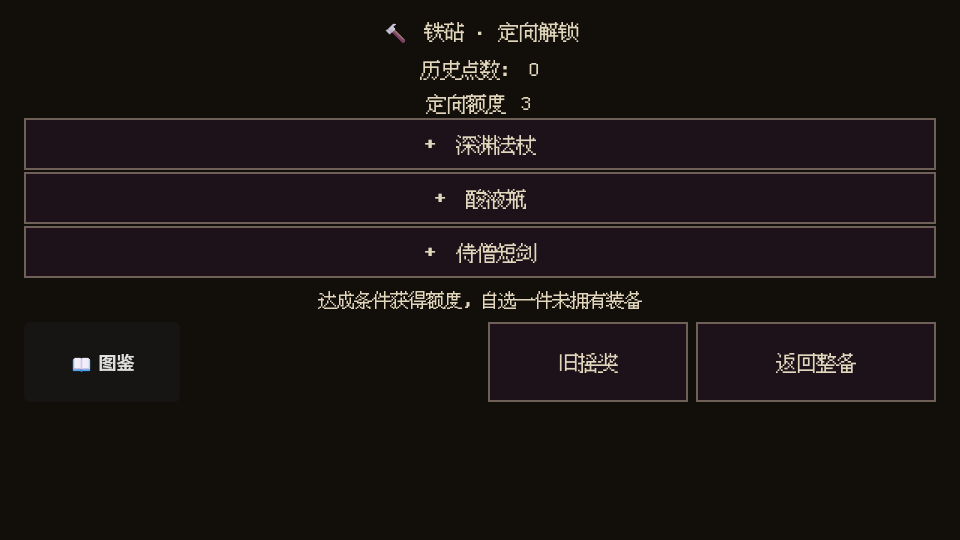 铁砧 · 定向解锁
历史点数: 0
定向额度 3
+ 深渊法杖
+ 酸液瓶
+ 侍僧短剑
达成条件获得额度, 自选一件未拥有装备
图鉴
旧摇奖
返回整备